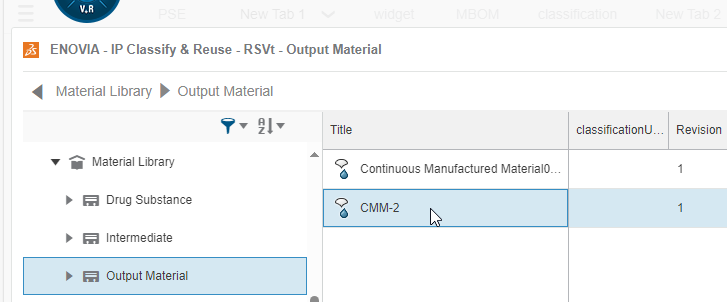 V.R
PSE New Tab 1 widget MBOM classification New Tab 2
ENOVIA - IP Classify & Reuse - RSVt - Output Material
Material Library Output Material
Title classificationU... Revision
Material Library
Continuous Manufactured Material0... 1
Drug Substance
CMM-2 1
Intermediate
Output Material